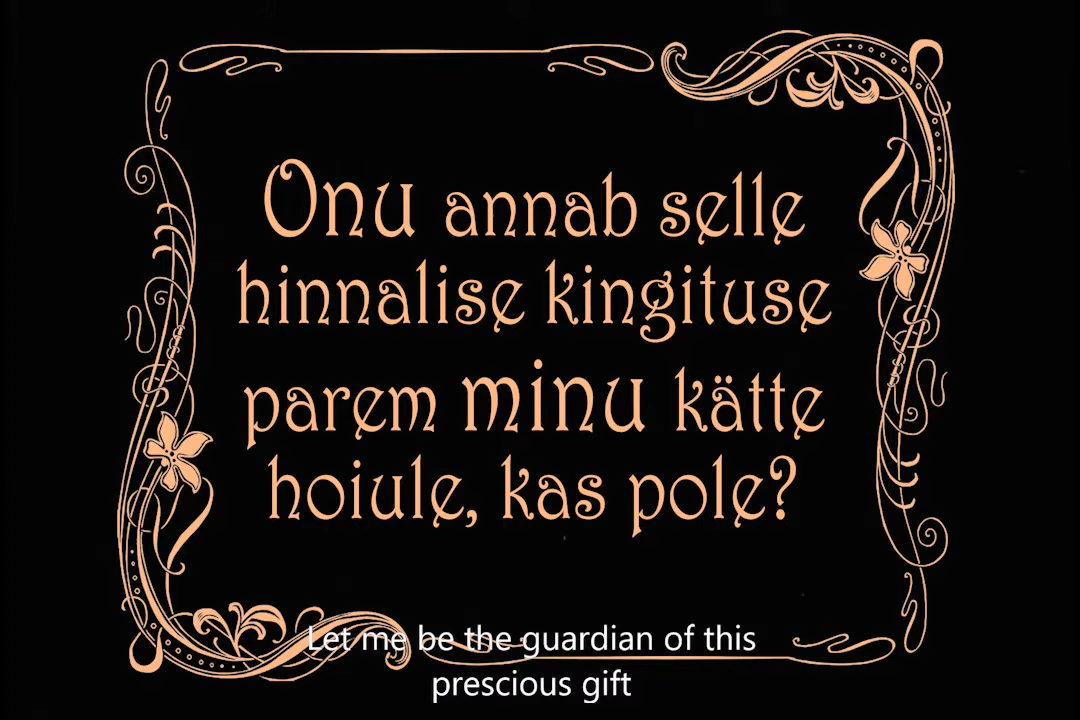 Onu annab selle
hinnalise kingituse
parem minu kätte
hoiule, kas pole?
Let me be the guardian of this
prescious gift